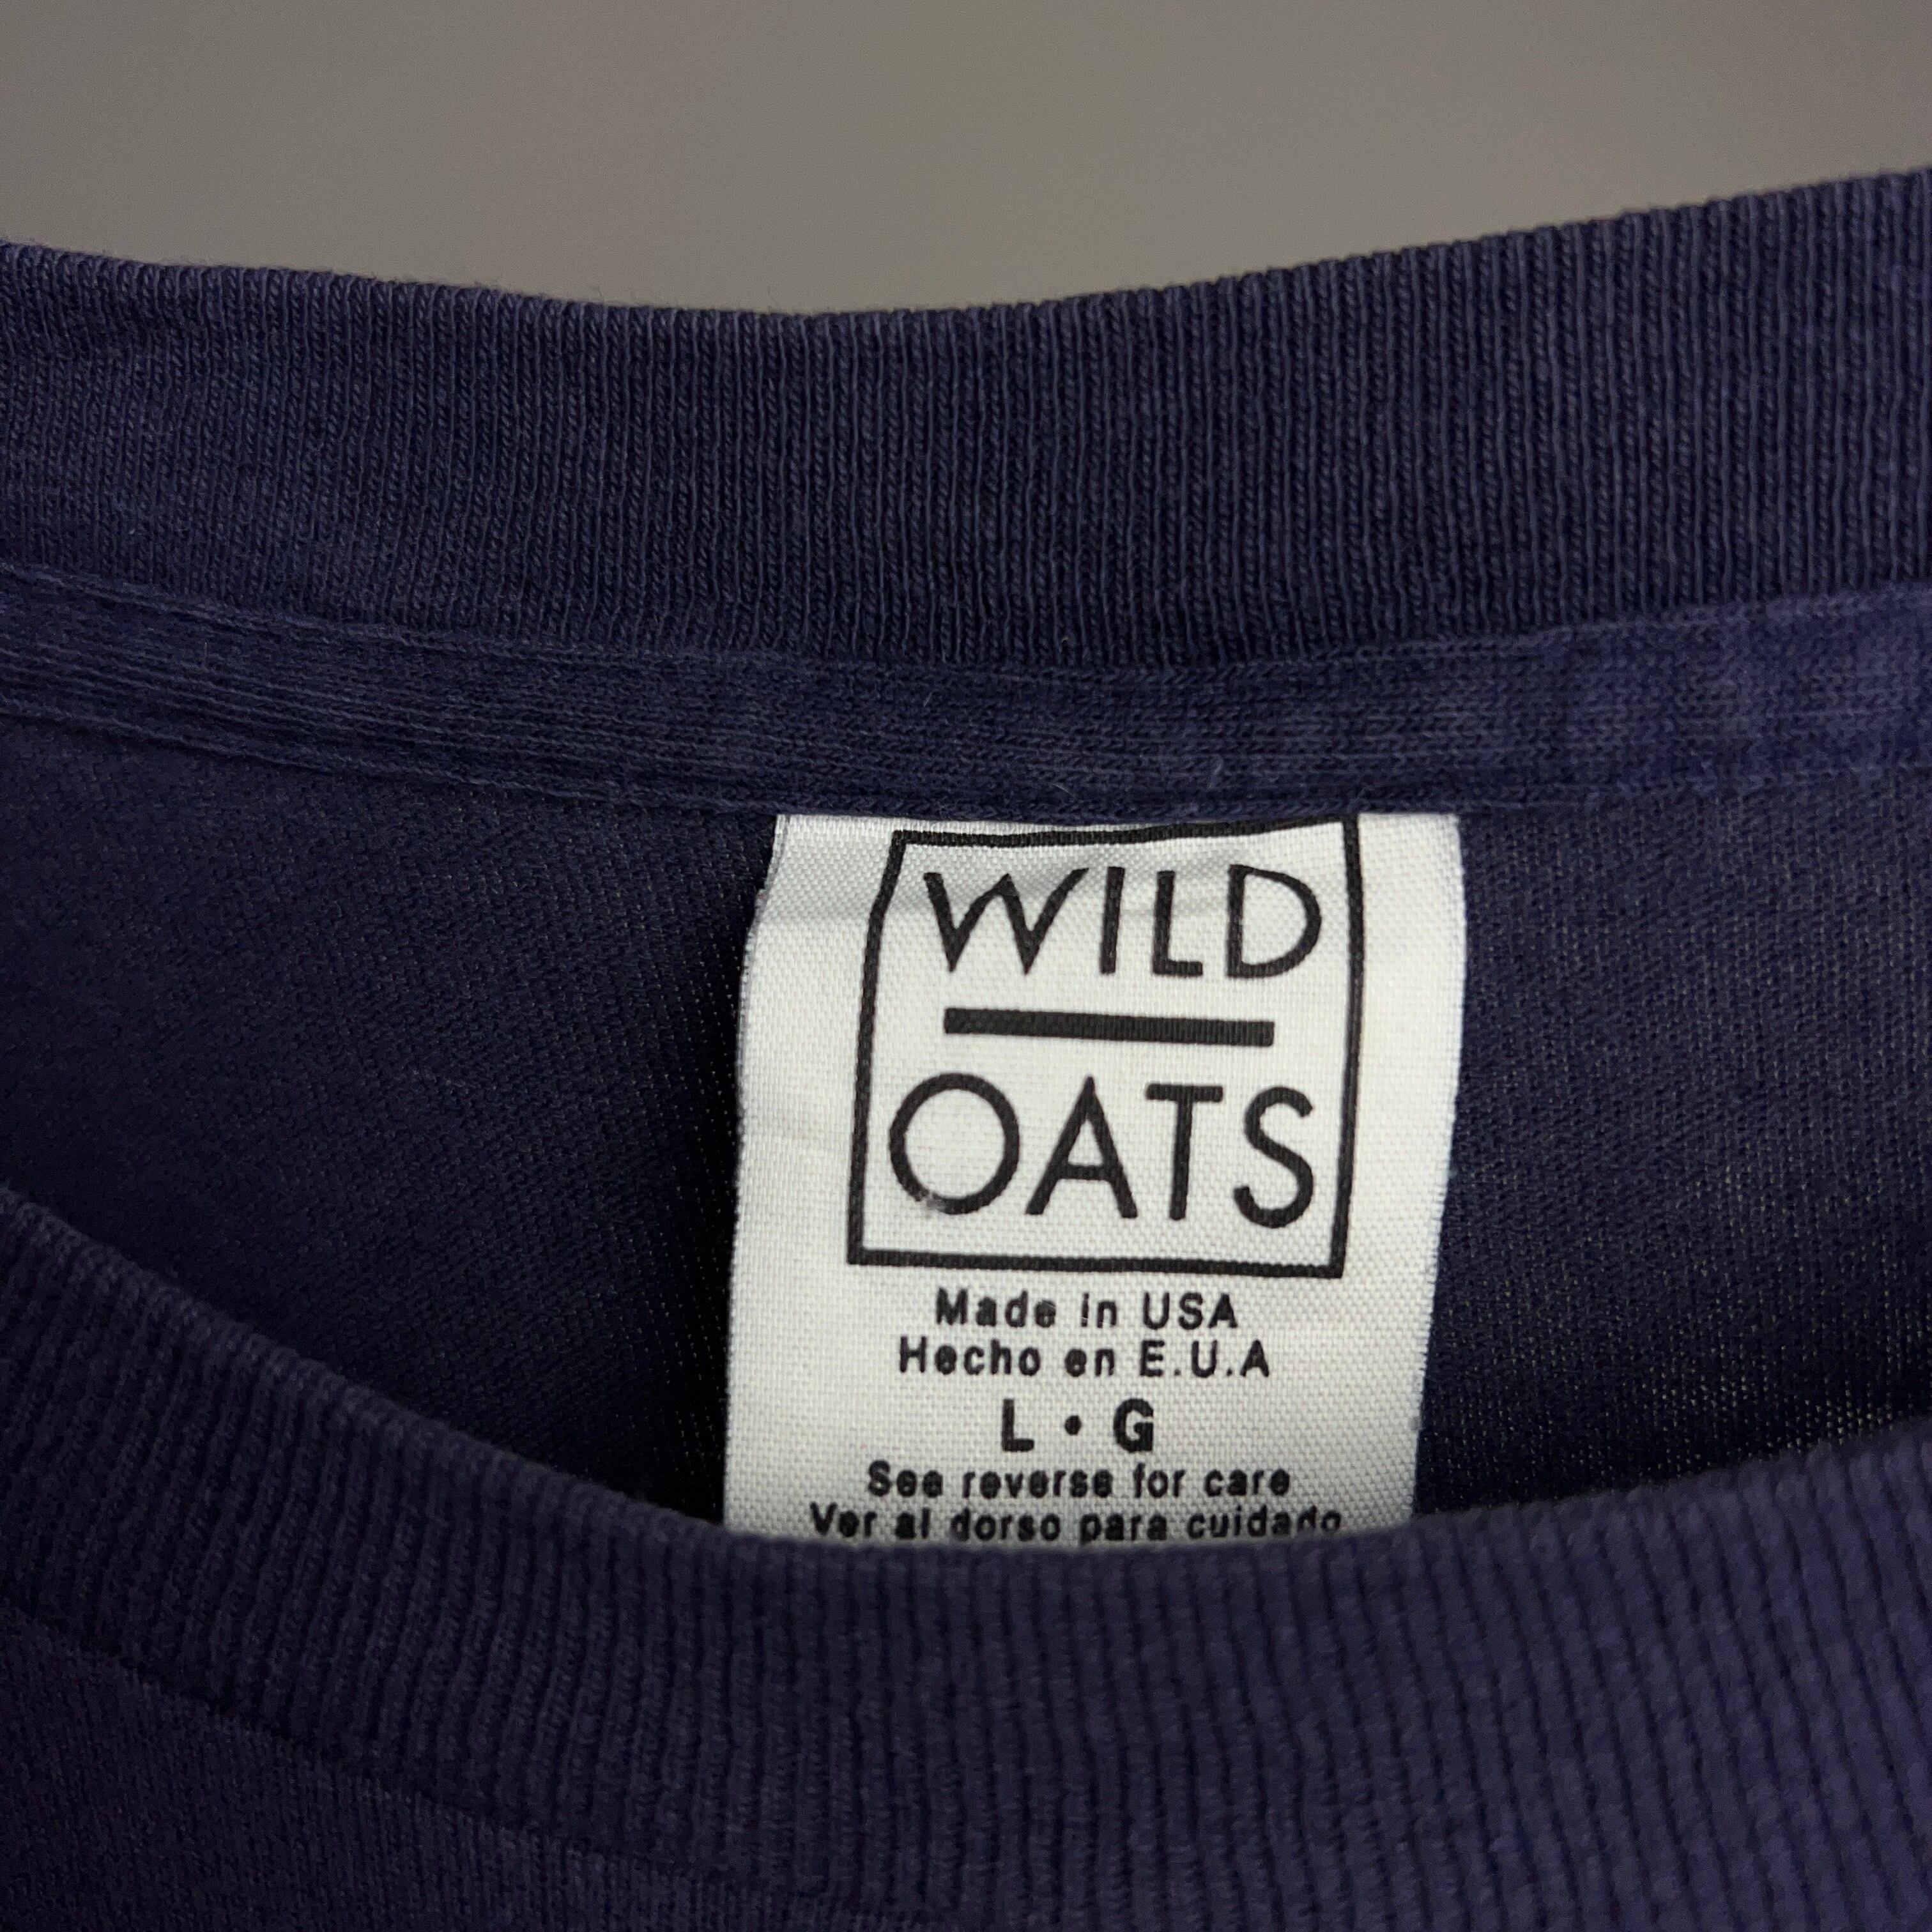 WILD
OATS
Made in USA
Hecho en E.U.A
L • G
See reverse for care
Ver al dorso para cuidado